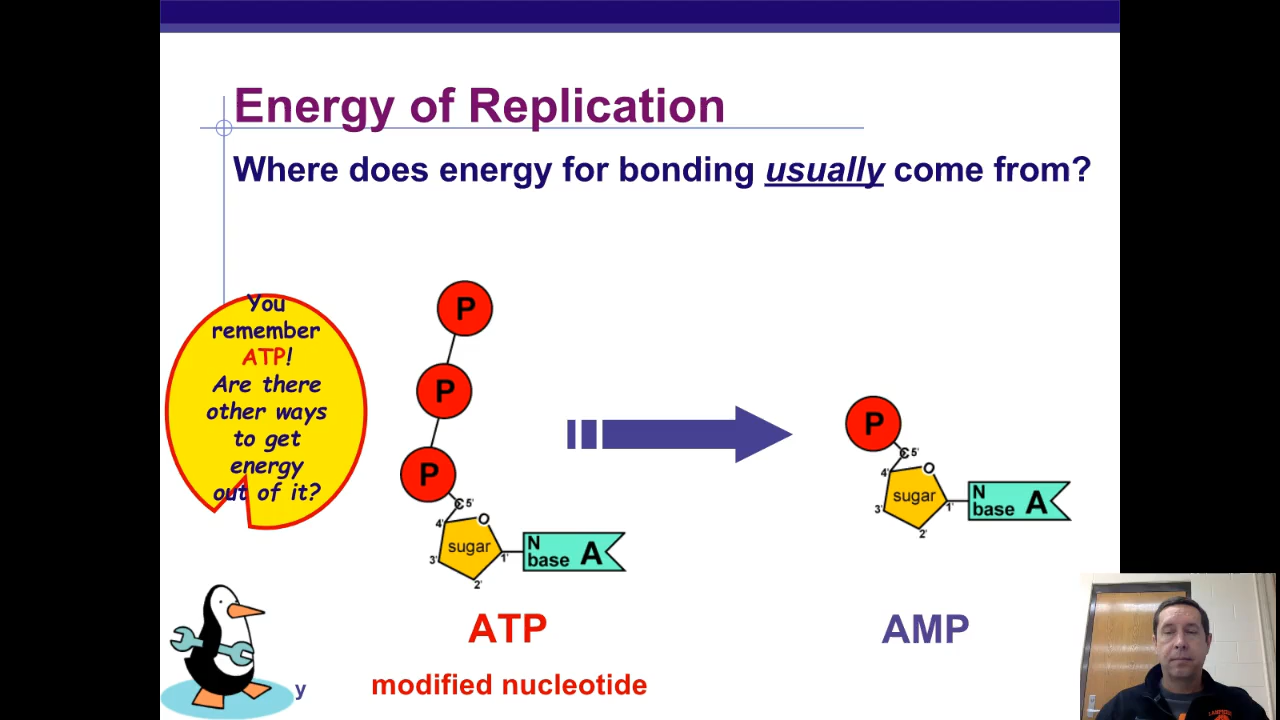 Energy of Replication
Where does energy for bonding usually come from?
You
remember
ATP!
Are there
other ways
to get
energy
out of it?
P
P
P
C 5'
4'
O
sugar
3'
1'
2'
N
base A
ATP
modified nucleotide
P
C 5'
4'
O
sugar
3'
1'
2'
N
base A
AMP
y